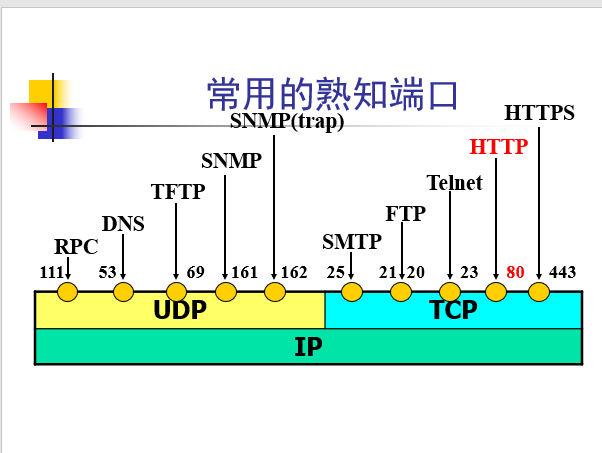 常用的熟知端口
HTTPS
SNMP(trap)
HTTP
SNMP
Telnet
TFTP
FTP
DNS
SMTP
RPC
111 53 69 161 162 25 21 20 23 80 443
UDP TCP
IP